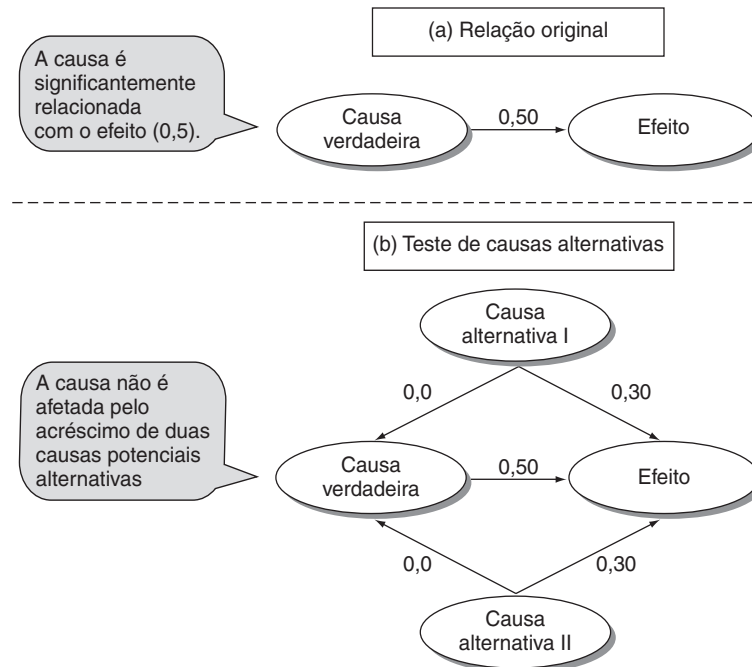 (a) Relação original
A causa é
significantemente
relacionada
com o efeito (0,5).
Causa
verdadeira
0,50
Efeito
(b) Teste de causas alternativas
Causa
alternativa I
0,0
0,30
A causa não é
afetada pelo
acréscimo de duas
causas potenciais
alternativas
Causa
verdadeira
0,50
Efeito
0,0
0,30
Causa
alternativa II